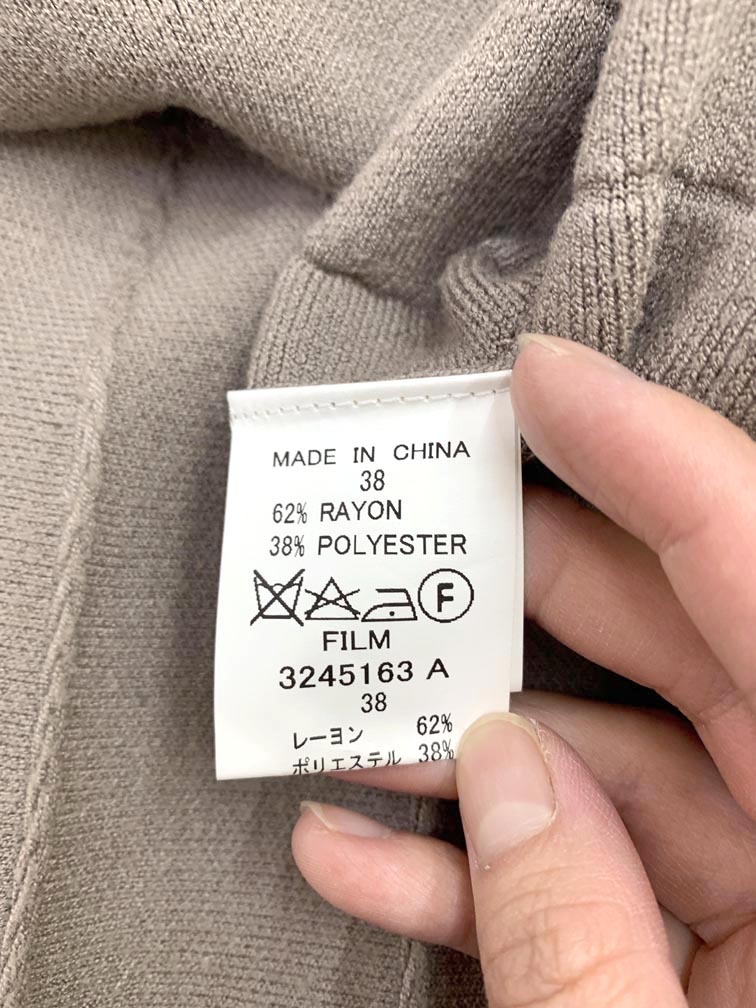 MADE IN CHINA
38
62% RAYON
38% POLYESTER
F
FILM
3245163 A
38
レーヨン 62%
ポリエステル 38%